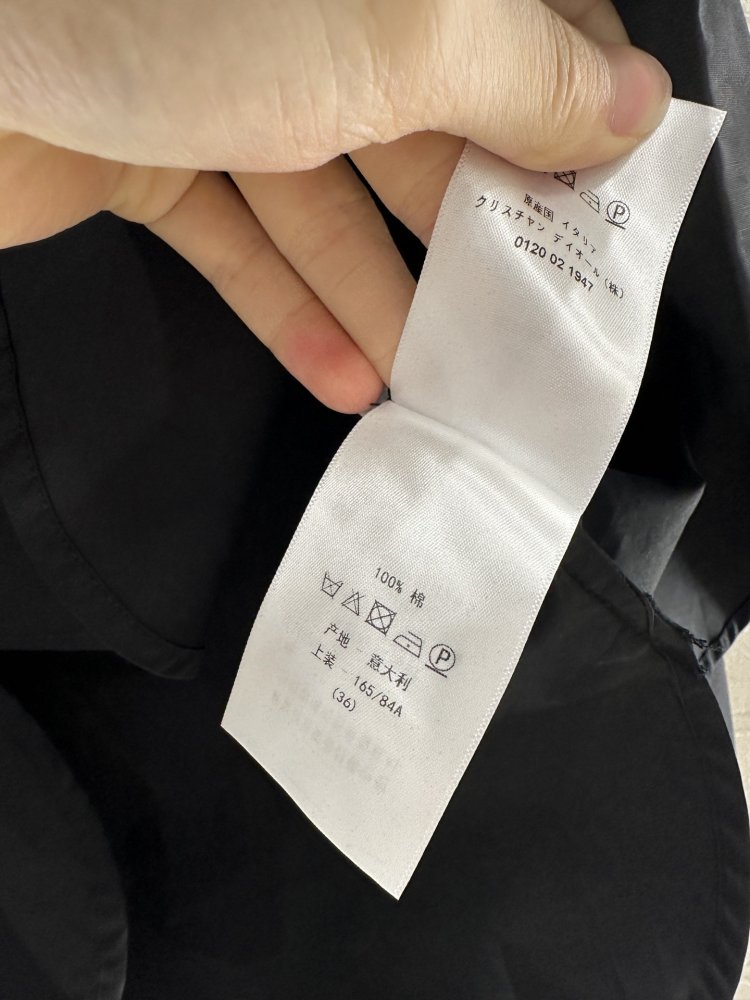 P
原産国 イタリア
クリスチャン ディオール (株)
0120 02 1947
100% 棉
P
产地 - 意大利
上装 - 165/84A
(36)